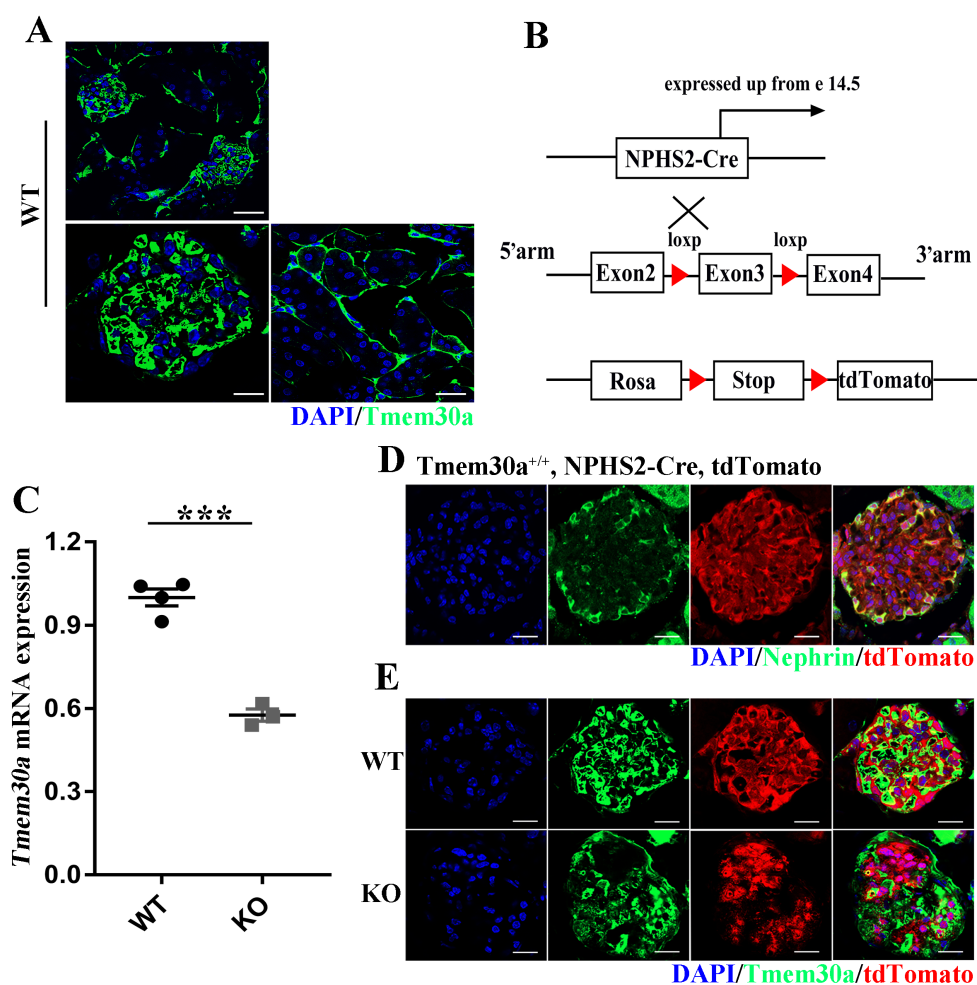 A
WT
DAPI/Tmem30a
B
expressed up from e 14.5
NPHS2-Cre
5’arm
loxp
loxp
3’arm
Exon2
Exon3
Exon4
Rosa
Stop
tdTomato
C
***
Tmem30a mRNA expression
1.2
0.9
0.6
0.3
0.0
WT
KO
D
Tmem30a+/+, NPHS2-Cre, tdTomato
DAPI/Nephrin/tdTomato
E
WT
KO
DAPI/Tmem30a/tdTomato